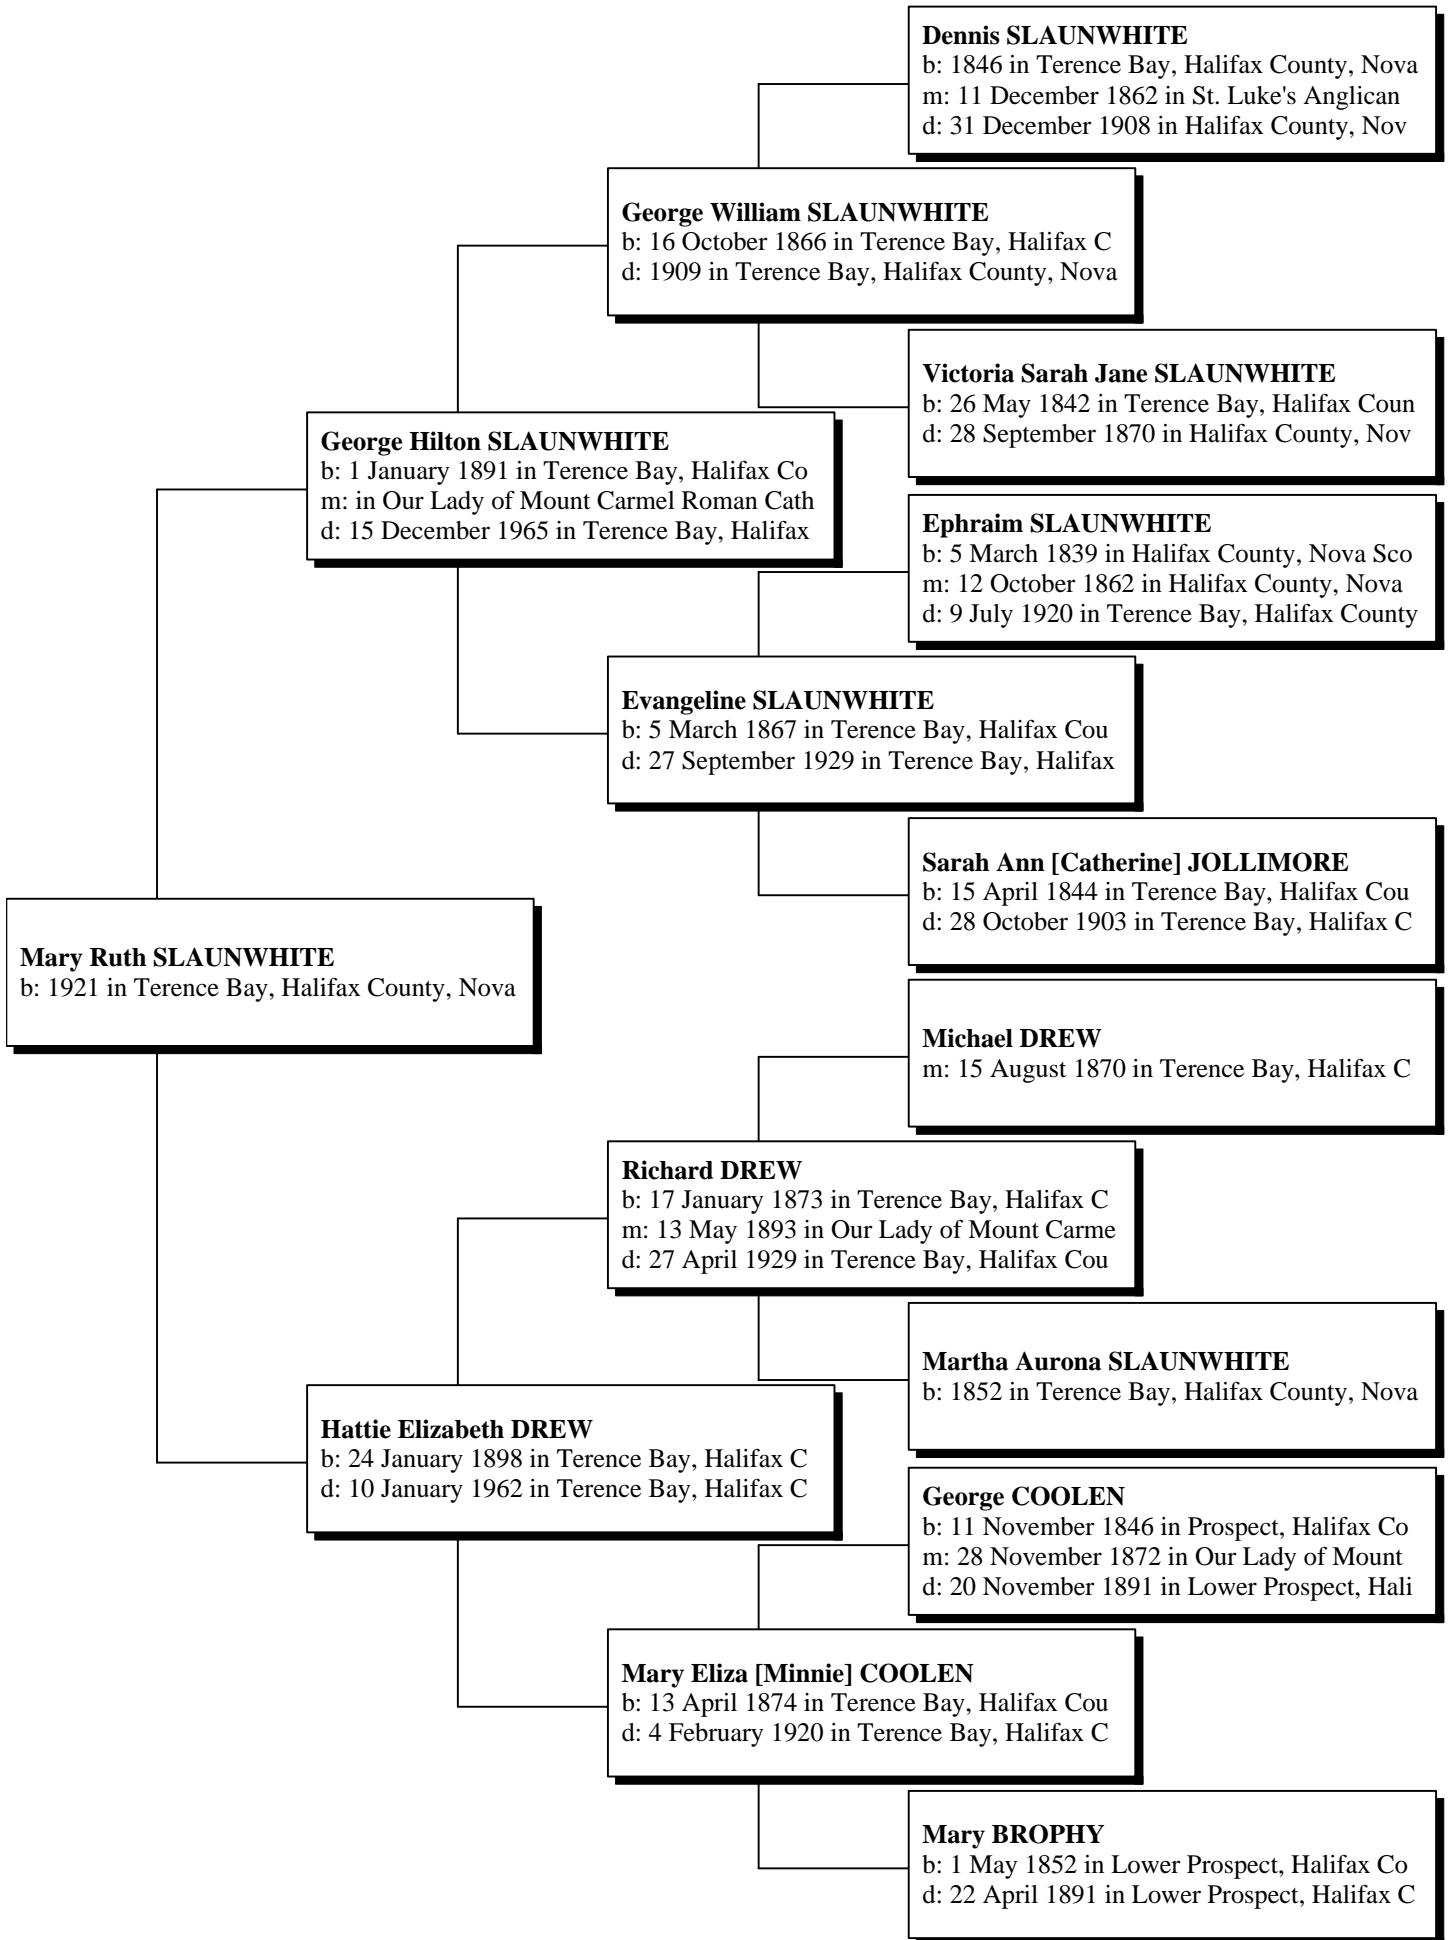 Dennis SLAUNWHITE
b: 1846 in Terence Bay, Halifax County, Nova
m: 11 December 1862 in St. Luke's Anglican
d: 31 December 1908 in Halifax County, Nov
George William SLAUNWHITE
b: 16 October 1866 in Terence Bay, Halifax C
d: 1909 in Terence Bay, Halifax County, Nova
Victoria Sarah Jane SLAUNWHITE
b: 26 May 1842 in Terence Bay, Halifax Coun
d: 28 September 1870 in Halifax County, Nov
George Hilton SLAUNWHITE
b: 1 January 1891 in Terence Bay, Halifax Co
m: in Our Lady of Mount Carmel Roman Cath
d: 15 December 1965 in Terence Bay, Halifax
Ephraim SLAUNWHITE
b: 5 March 1839 in Halifax County, Nova Sco
m: 12 October 1862 in Halifax County, Nova
d: 9 July 1920 in Terence Bay, Halifax County
Evangeline SLAUNWHITE
b: 5 March 1867 in Terence Bay, Halifax Cou
d: 27 September 1929 in Terence Bay, Halifax
Sarah Ann [Catherine] JOLLIMORE
b: 15 April 1844 in Terence Bay, Halifax Cou
d: 28 October 1903 in Terence Bay, Halifax C
Mary Ruth SLAUNWHITE
b: 1921 in Terence Bay, Halifax County, Nova
Michael DREW
m: 15 August 1870 in Terence Bay, Halifax C
Richard DREW
b: 17 January 1873 in Terence Bay, Halifax C
m: 13 May 1893 in Our Lady of Mount Carme
d: 27 April 1929 in Terence Bay, Halifax Cou
Martha Aurona SLAUNWHITE
b: 1852 in Terence Bay, Halifax County, Nova
Hattie Elizabeth DREW
b: 24 January 1898 in Terence Bay, Halifax C
d: 10 January 1962 in Terence Bay, Halifax C
George COOLEN
b: 11 November 1846 in Prospect, Halifax Co
m: 28 November 1872 in Our Lady of Mount
d: 20 November 1891 in Lower Prospect, Hali
Mary Eliza [Minnie] COOLEN
b: 13 April 1874 in Terence Bay, Halifax Cou
d: 4 February 1920 in Terence Bay, Halifax C
Mary BROPHY
b: 1 May 1852 in Lower Prospect, Halifax Co
d: 22 April 1891 in Lower Prospect, Halifax C